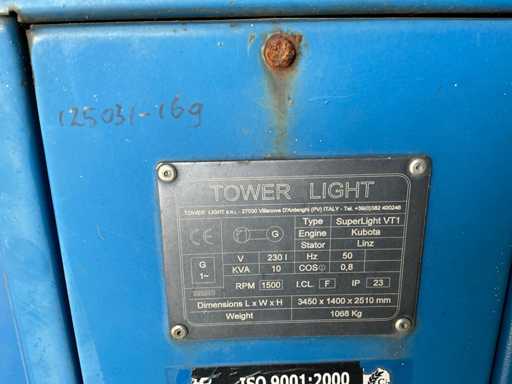 125031-169
TOWER LIGHT
TOWER LIGHT s.r.l. - 27030 Villanova D'Ardenghi (PV) ITALY - Tel. +39(0)382 400246
CE G Type SuperLight VT1
Engine Kubota
Stator Linz
G 1~ V 230 I Hz 50
KVA 10 COS 0,8
RPM 1500 I.CL F IP 23
Dimensions L x W x H 3450 x 1400 x 2510 mm
Weight 1068 Kg
ISO 9001:2000